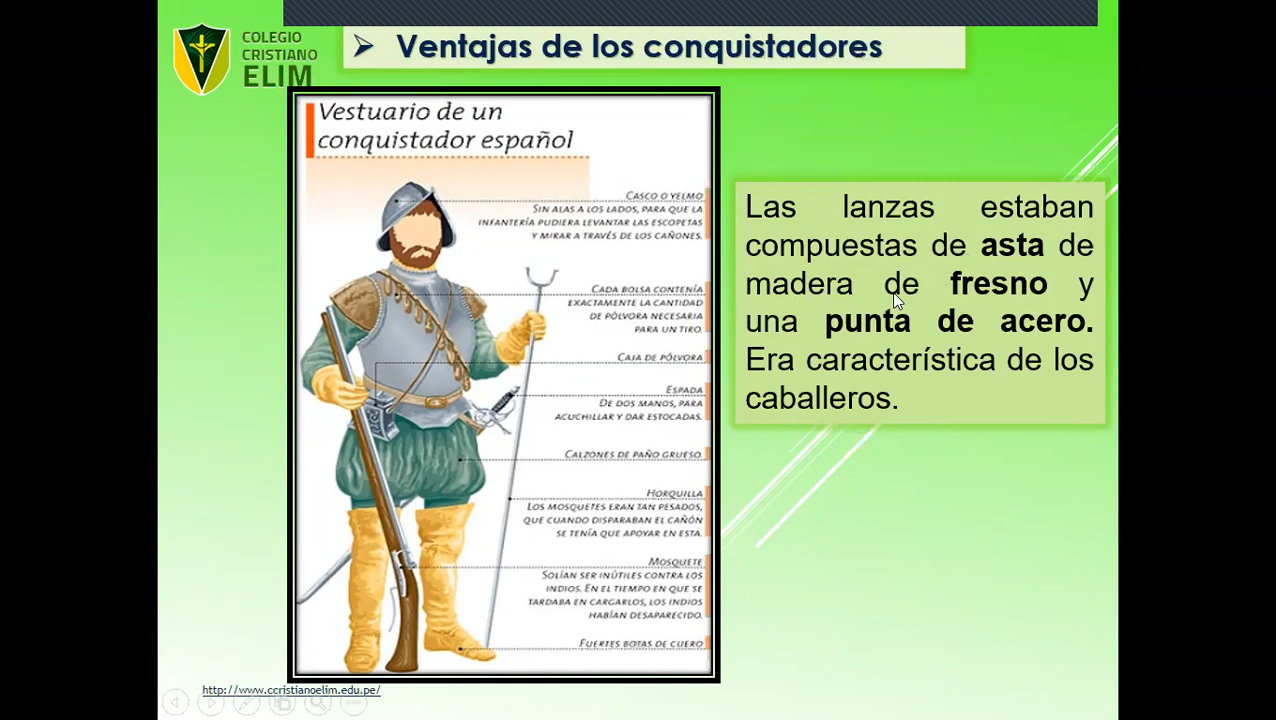 COLEGIO
CRISTIANO
ELIM
Ventajas de los conquistadores
Vestuario de un
conquistador español
CASCO O YELMO
SIN ALAS A LOS LADOS, PARA QUE LA
INFANTERÍA PUDIERA LEVANTAR LAS ESCOPETAS
Y MIRAR A TRAVÉS DE LOS CAÑONES.
CADA BOLSA CONTENÍA
EXACTAMENTE LA CANTIDAD
DE PÓLVORA NECESARIA
PARA UN TIRO.
CAJA DE PÓLVORA
ESPADA
DE DOS MANOS, PARA
ACUCHILLAR Y DAR ESTOCADAS.
CALZONES DE PAÑO GRUESO.
HORQUILLA
LOS MOSQUETES ERAN TAN PESADOS,
QUE CUANDO DISPARABAN EL CAÑÓN
SE TENÍA QUE APOYAR EN ESTA.
MOSQUETE
SOLÍAN SER INÚTILES CONTRA LOS
INDIOS. EN EL TIEMPO EN QUE SE
TARDABA EN CARGARLOS, LOS INDIOS
HABÍAN DESAPARECIDO.
FUERTES BOTAS DE CUERO
Las lanzas estaban
compuestas de asta de
madera de fresno y
una punta de acero.
Era característica de los
caballeros.
http://www.ccristianoelim.edu.pe/